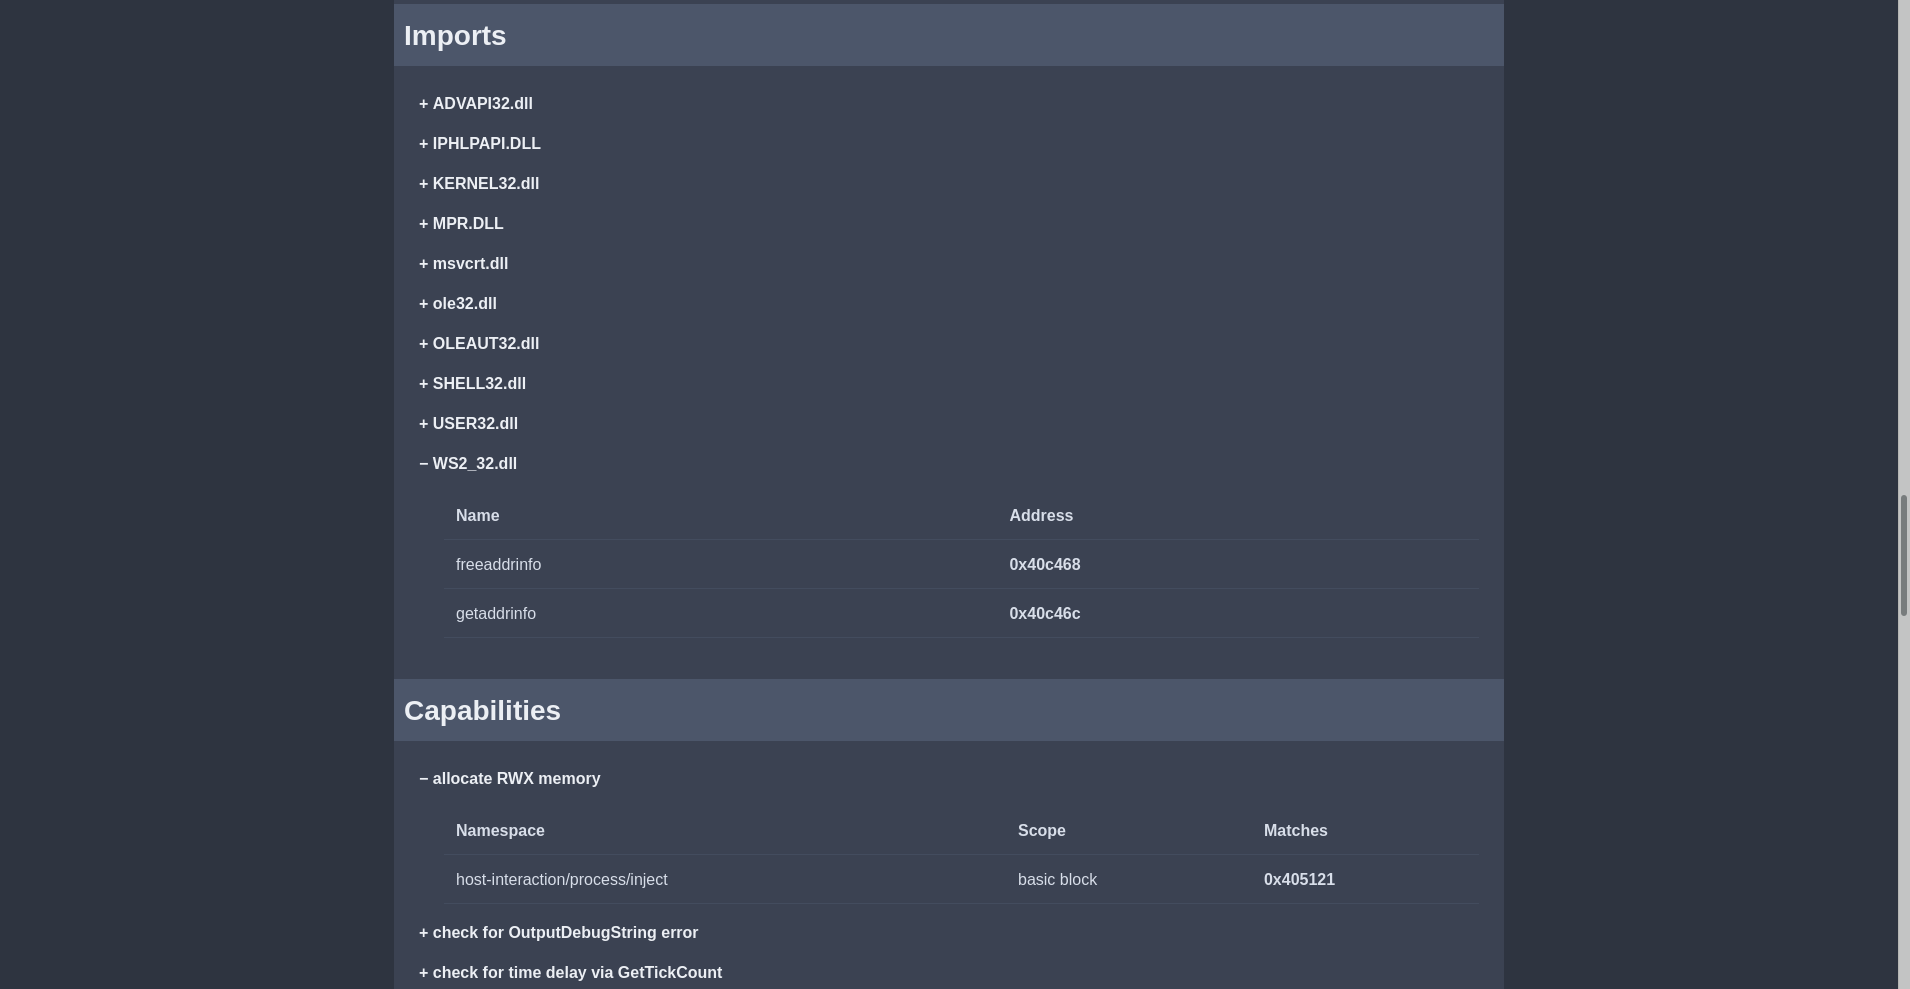 Imports
+ ADVAPI32.dll
+ IPHLPAPI.DLL
+ KERNEL32.dll
+ MPR.DLL
+ msvcrt.dll
+ ole32.dll
+ OLEAUT32.dll
+ SHELL32.dll
+ USER32.dll
− WS2_32.dll
Name Address
freeaddrinfo 0x40c468
getaddrinfo 0x40c46c
Capabilities
− allocate RWX memory
Namespace Scope Matches
host-interaction/process/inject basic block 0x405121
+ check for OutputDebugString error
+ check for time delay via GetTickCount